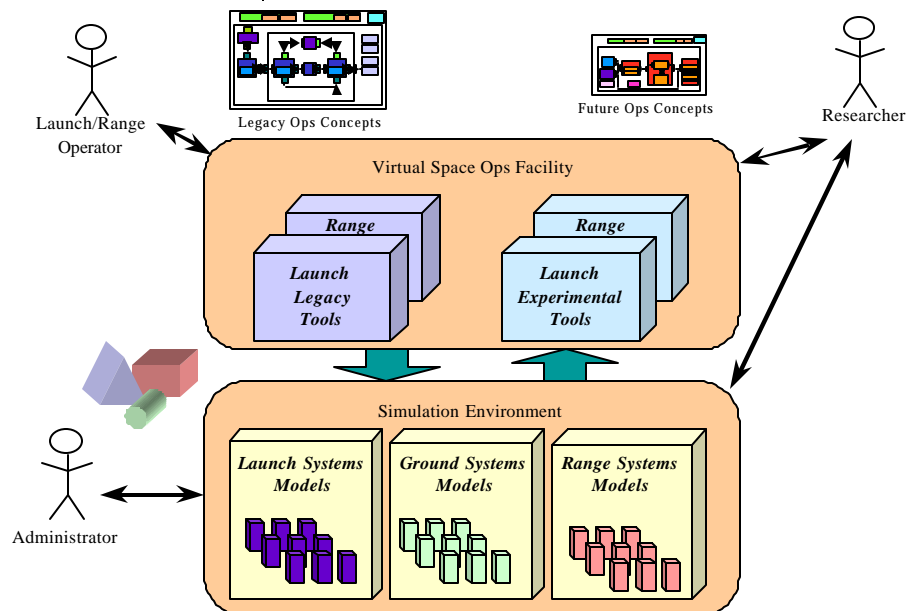 Legacy Ops Concepts
Future Ops Concepts
Launch/Range
Operator
Researcher
Virtual Space Ops Facility
Range
Launch
Legacy
Tools
Range
Launch
Experimental
Tools
Simulation Environment
Launch Systems
Models
Ground Systems
Models
Range Systems
Models
Administrator